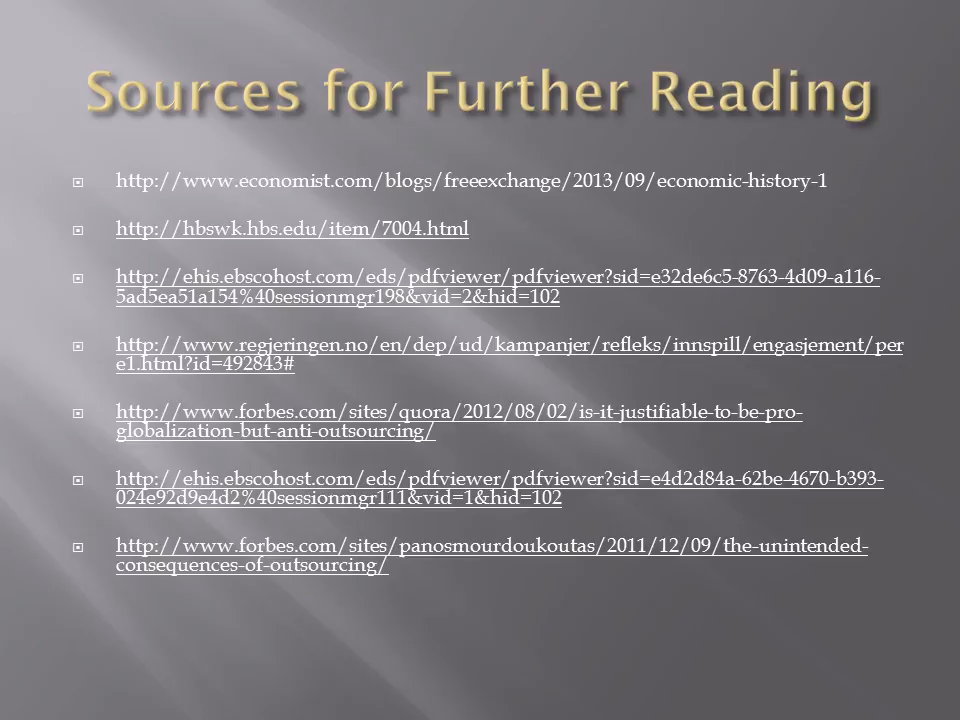 Sources for Further Reading
http://www.economist.com/blogs/freeexchange/2013/09/economic-history-1
http://hbswk.hbs.edu/item/7004.html
http://ehis.ebscohost.com/eds/pdfviewer/pdfviewer?sid=e32de6c5-8763-4d09-a116-
5ad5ea51a154%40sessionmgr198&vid=2&hid=102
http://www.regjeringen.no/en/dep/ud/kampanjer/refleks/innspill/engasjement/per
e1.html?id=492843#
http://www.forbes.com/sites/quora/2012/08/02/is-it-justifiable-to-be-pro-
globalization-but-anti-outsourcing/
http://ehis.ebscohost.com/eds/pdfviewer/pdfviewer?sid=e4d2d84a-62be-4670-b393-
024e92d9e4d2%40sessionmgr111&vid=1&hid=102
http://www.forbes.com/sites/panosmourdoukoutas/2011/12/09/the-unintended-
consequences-of-outsourcing/